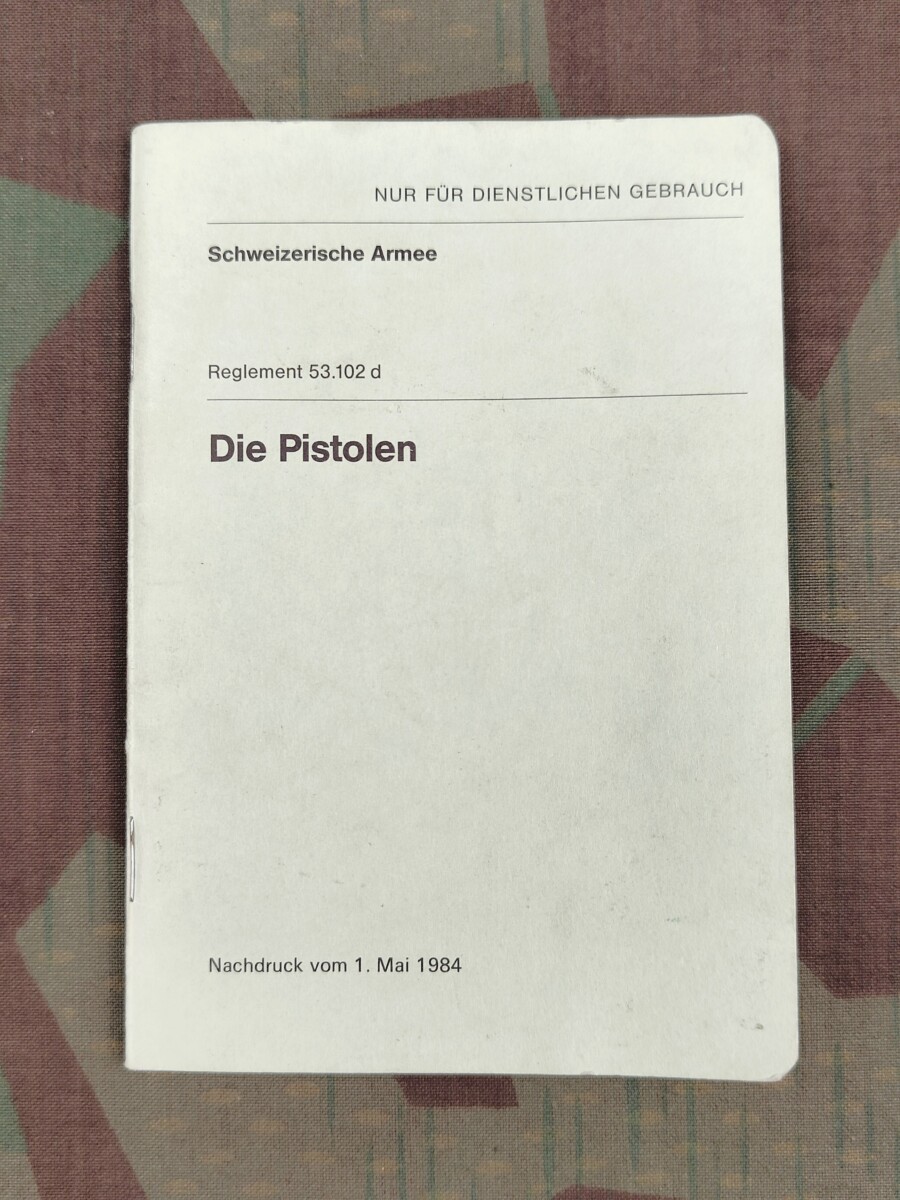 NUR FÜR DIENSTLICHEN GEBRAUCH
Schweizerische Armee
Reglement 53.102 d
Die Pistolen
Nachdruck vom 1. Mai 1984